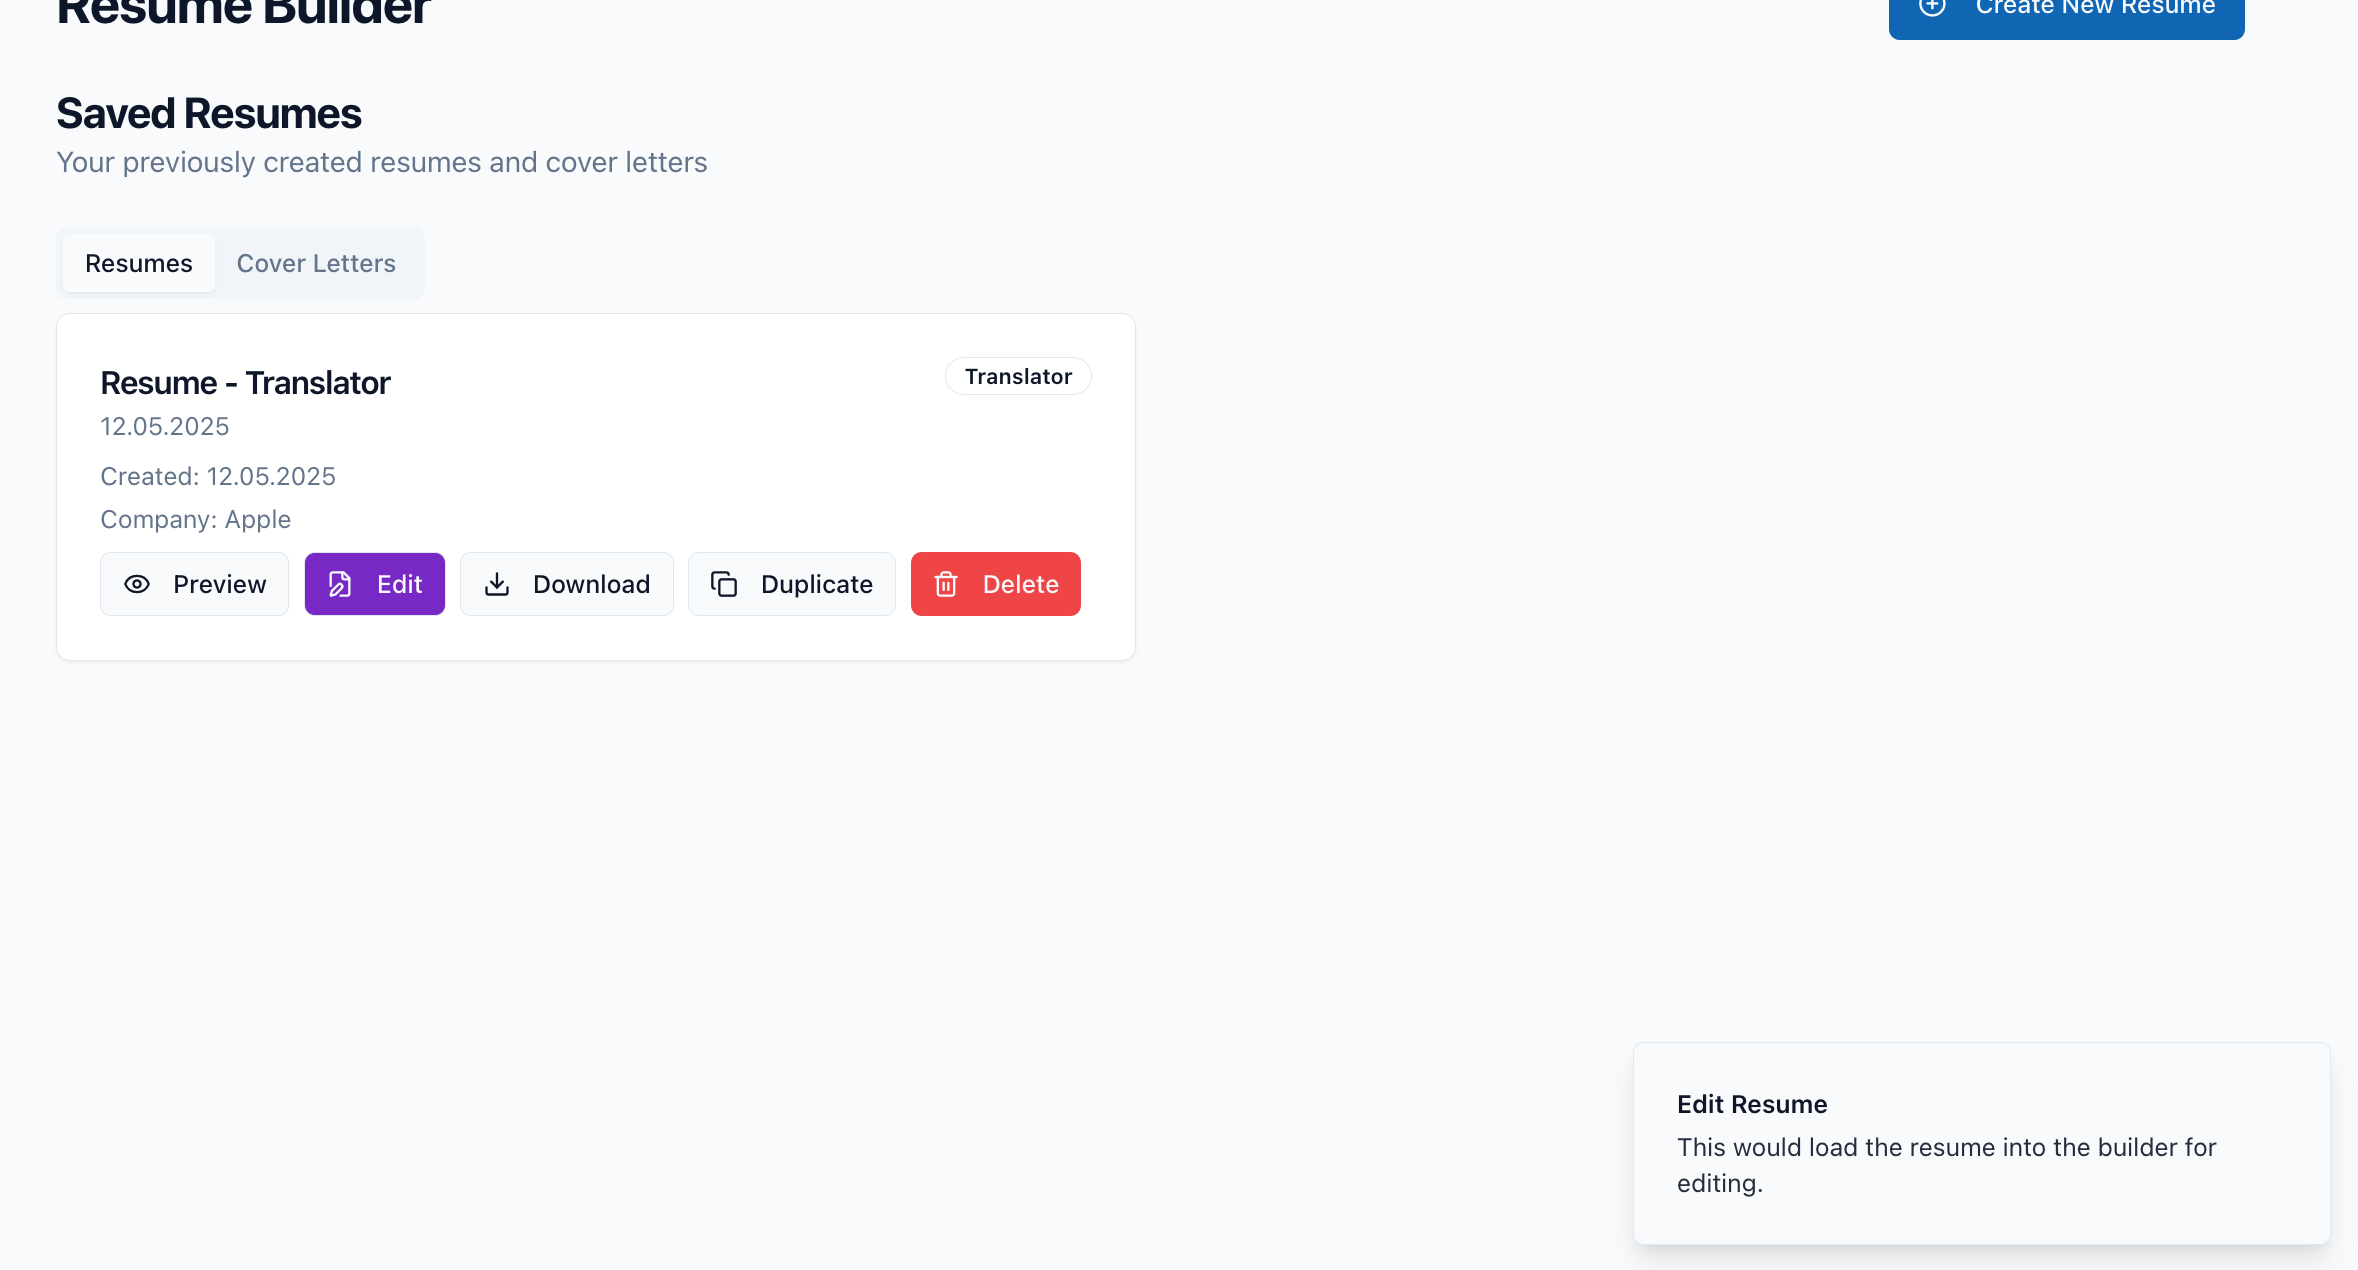 Resume Builder
Create New Resume
Saved Resumes
Your previously created resumes and cover letters
Resumes
Cover Letters
Resume - Translator
Translator
12.05.2025
Created: 12.05.2025
Company: Apple
Preview
Edit
Download
Duplicate
Delete
Edit Resume
This would load the resume into the builder for
editing.